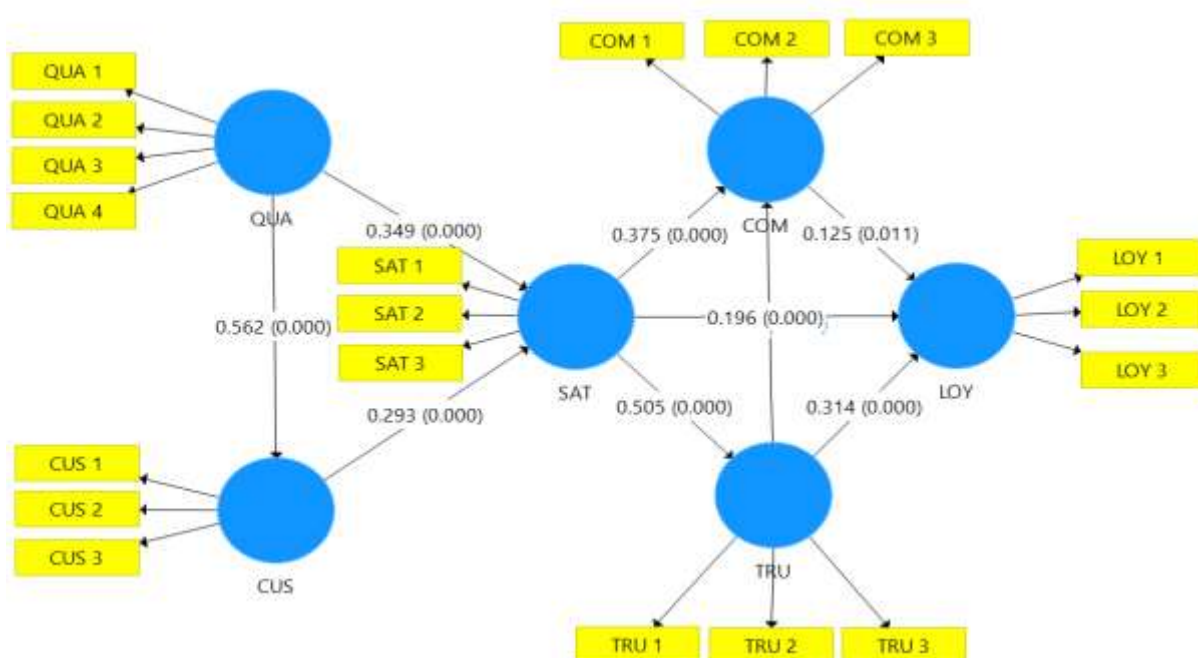 COM 1
COM 2
COM 3
QUA 1
QUA 2
QUA 3
QUA 4
QUA
COM
0.349 (0.000)
0.375 (0.000)
0.125 (0.011)
SAT 1
SAT 2
SAT 3
LOY 1
LOY 2
LOY 3
0.562 (0.000)
0.196 (0.000)
SAT
LOY
0.293 (0.000)
0.505 (0.000)
0.314 (0.000)
CUS 1
CUS 2
CUS 3
CUS
TRU
TRU 1
TRU 2
TRU 3